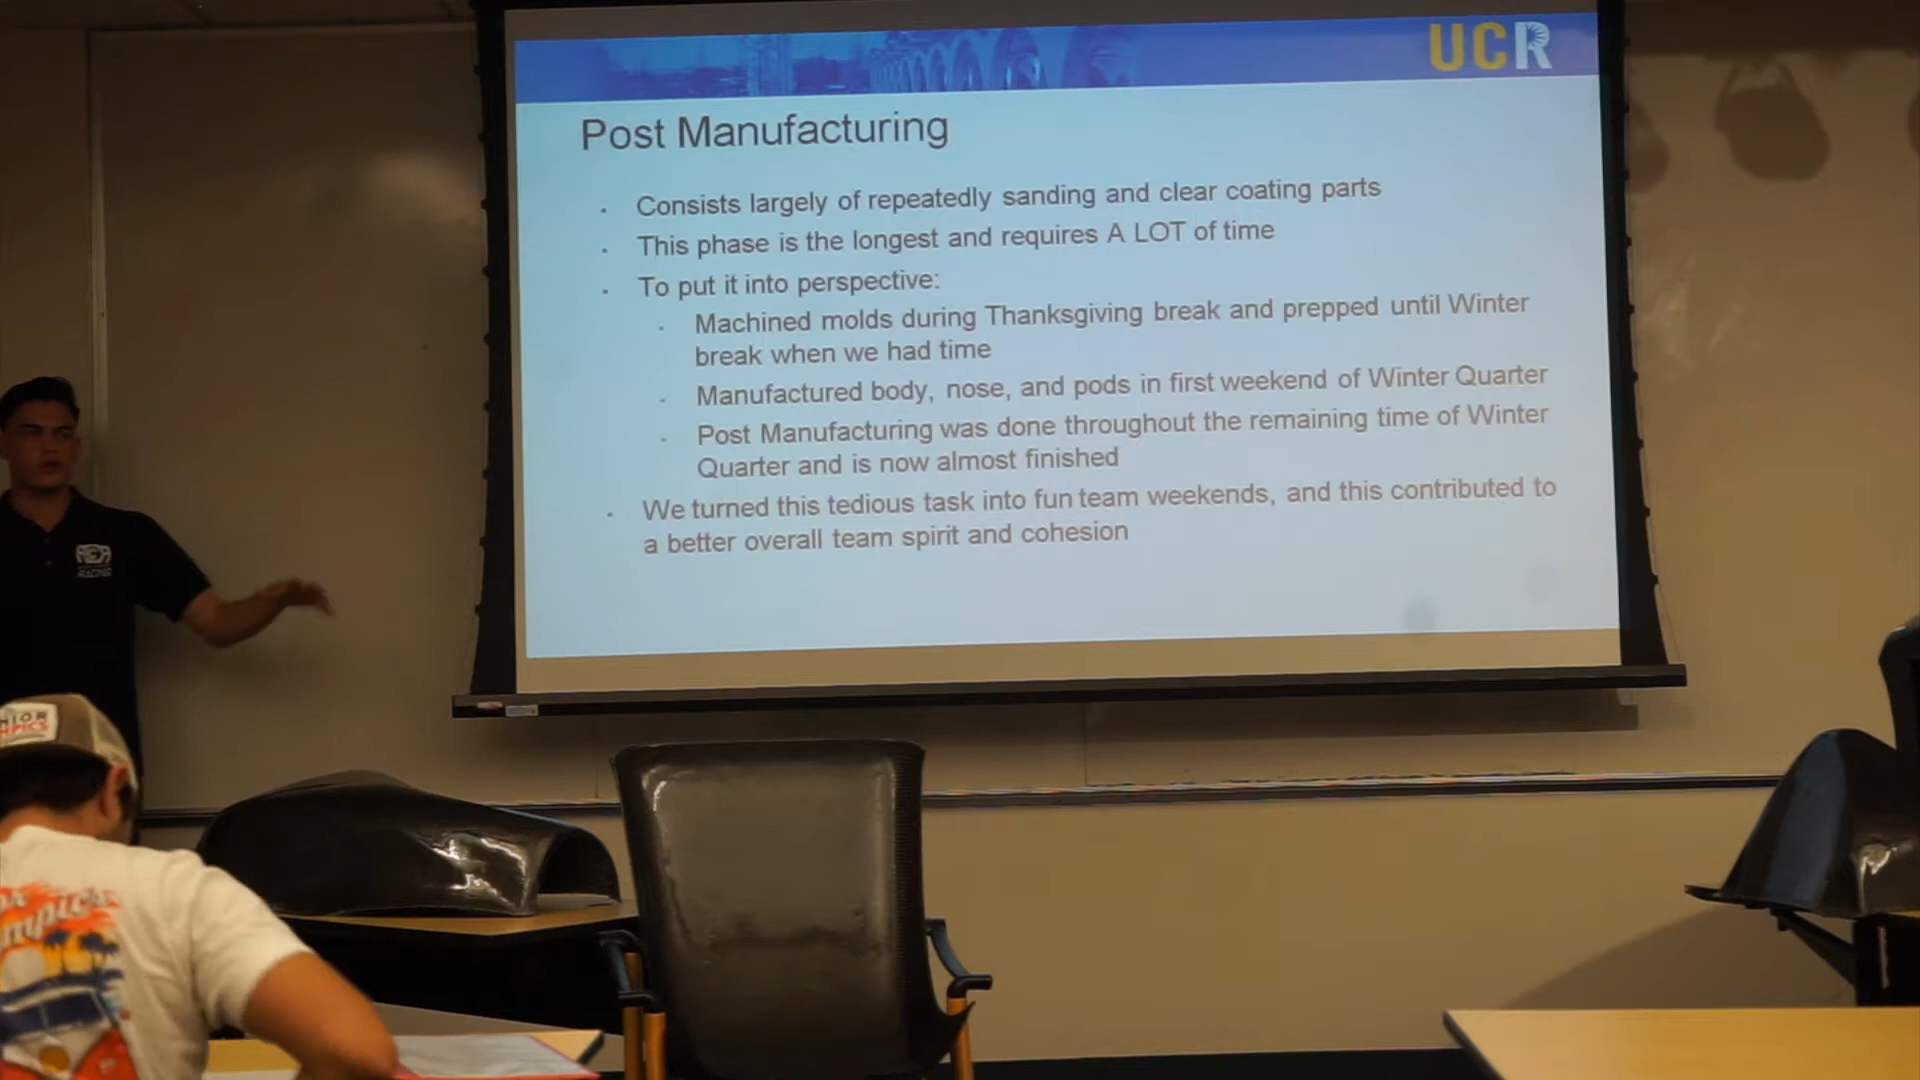 UCR
Post Manufacturing
Consists largely of repeatedly sanding and clear coating parts
This phase is the longest and requires A LOT of time
To put it into perspective:
Machined molds during Thanksgiving break and prepped until Winter
break when we had time
Manufactured body, nose, and pods in first weekend of Winter Quarter
Post Manufacturing was done throughout the remaining time of Winter
Quarter and is now almost finished
We turned this tedious task into fun team weekends, and this contributed to
a better overall team spirit and cohesion
RACING
NIOR
MPICS
mpics